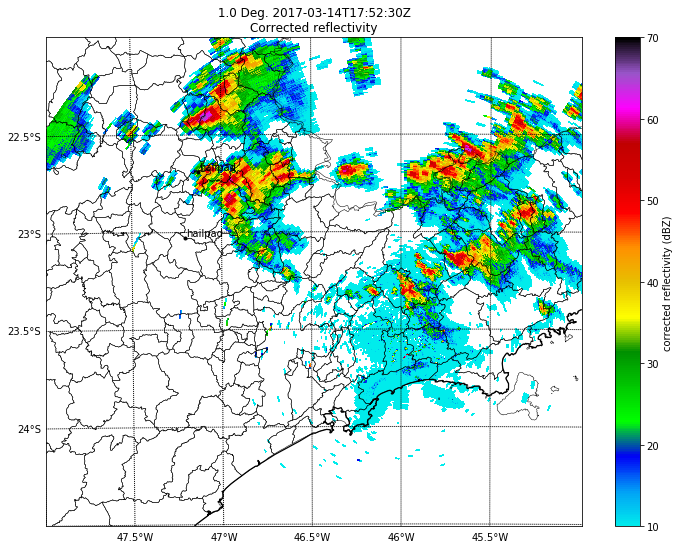 1.0 Deg. 2017-03-14T17:52:30Z
Corrected reflectivity
70
60
50
40
30
20
10
corrected reflectivity (dBZ)
22.5°S
23°S
23.5°S
24°S
hailpad
hailpad
47.5°W
47°W
46.5°W
46°W
45.5°W